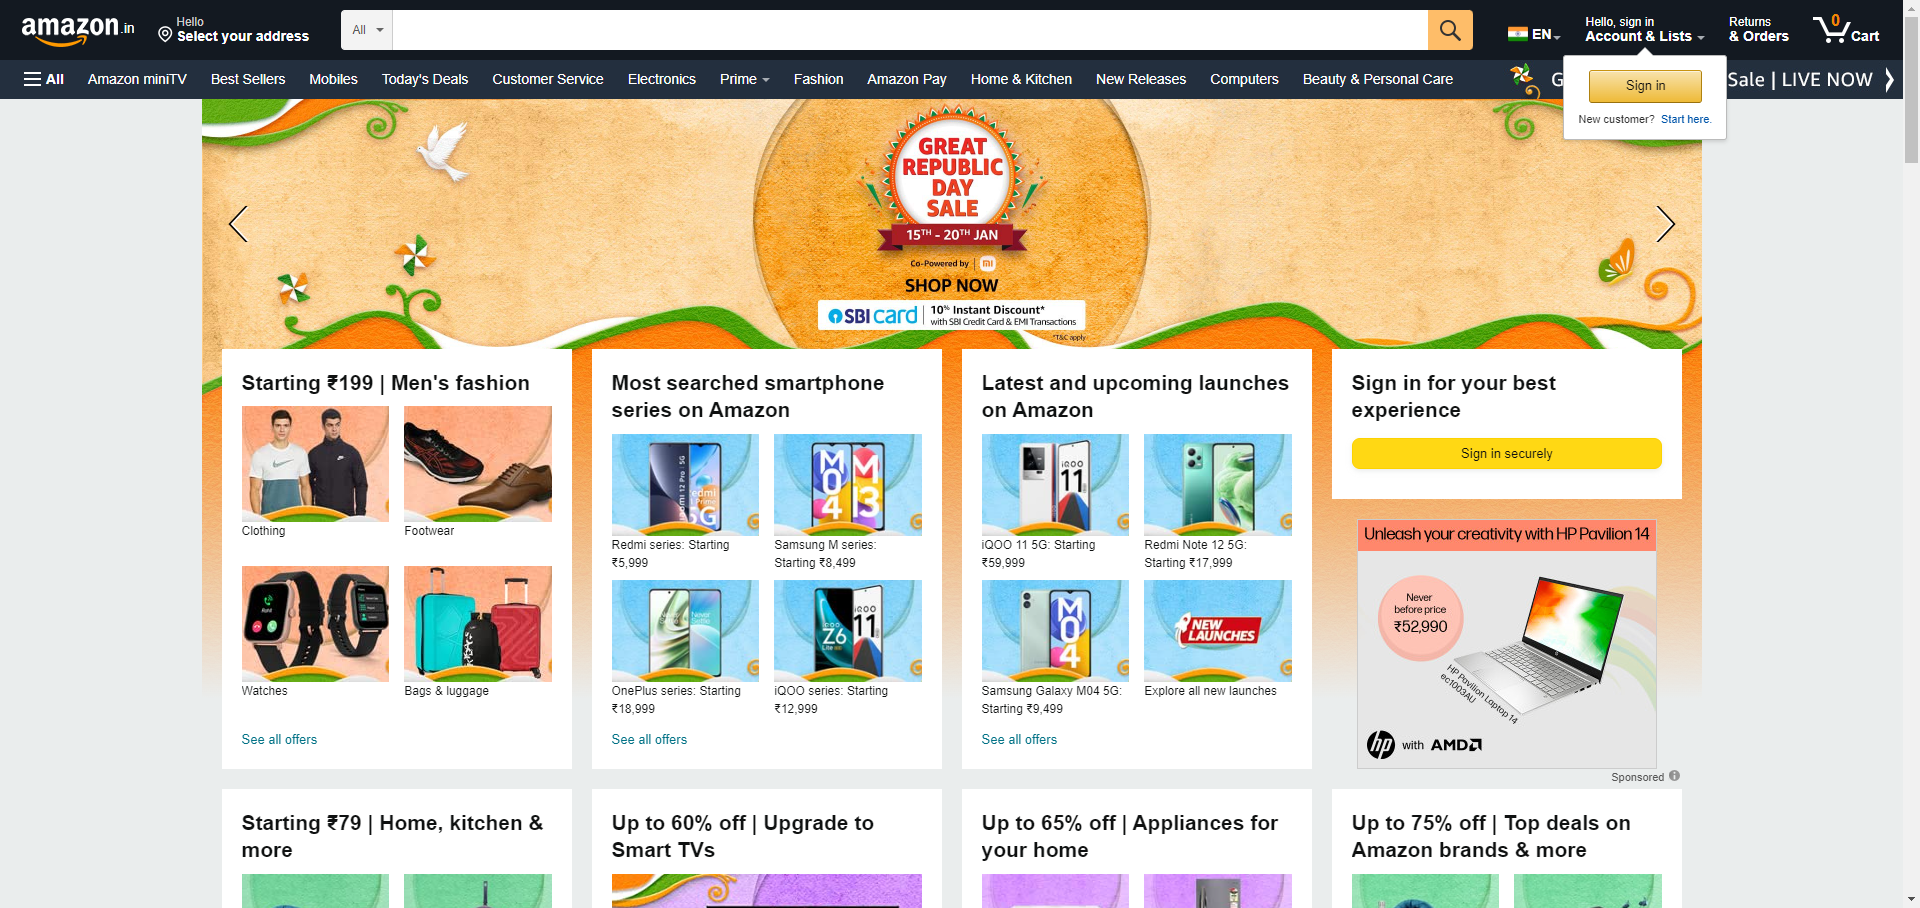 amazon.in
Hello
Select your address
All
EN
Hello, sign in
Account & Lists
Returns
& Orders
0
Cart
All
Amazon miniTV
Best Sellers
Mobiles
Today's Deals
Customer Service
Electronics
Prime
Fashion
Amazon Pay
Home & Kitchen
New Releases
Computers
Beauty & Personal Care
G
Sale | LIVE NOW
Sign in
New customer? Start here.
GREAT
REPUBLIC
DAY
SALE
15TH - 20TH JAN
Co-Powered by | mi
SHOP NOW
SBI card
10% Instant Discount*
with SBI Credit Card & EMI Transactions
*T&C apply
Starting ₹199 | Men's fashion
Clothing
Footwear
Watches
Bags & luggage
See all offers
Most searched smartphone
series on Amazon
Redmi series: Starting
₹5,999
Samsung M series:
Starting ₹8,499
OnePlus series: Starting
₹18,999
iQOO series: Starting
₹12,999
See all offers
Latest and upcoming launches
on Amazon
iQOO 11 5G: Starting
₹59,999
Redmi Note 12 5G:
Starting ₹17,999
NEW
LAUNCHES
Samsung Galaxy M04 5G:
Starting ₹9,499
Explore all new launches
See all offers
Sign in for your best
experience
Sign in securely
Unleash your creativity with HP Pavilion 14
Never
before price
₹52,990
HP Pavilion Laptop 14
ec1003AU
hp with AMD
Sponsored
Starting ₹79 | Home, kitchen &
more
Up to 60% off | Upgrade to
Smart TVs
Up to 65% off | Appliances for
your home
Up to 75% off | Top deals on
Amazon brands & more